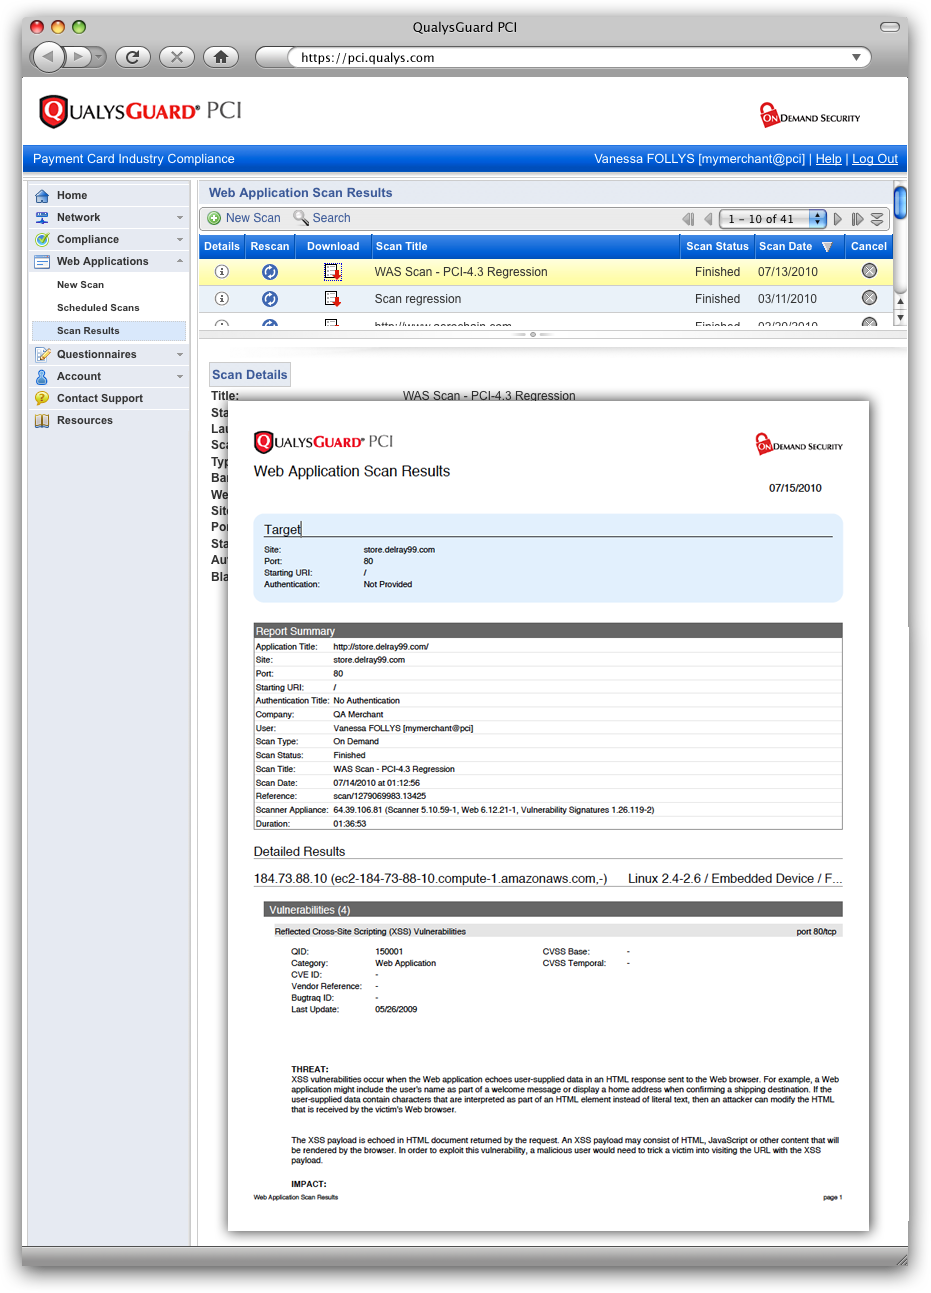 QualysGuard PCI
https://pci.qualys.com
QUALYSGUARD® PCI
ON DEMAND SECURITY
Payment Card Industry Compliance
Vanessa FOLLYS [mymerchant@pci] | Help | Log Out
Home
Network
Compliance
Web Applications
New Scan
Scheduled Scans
Scan Results
Questionnaires
Account
Contact Support
Resources
Web Application Scan Results
New Scan Search 1 - 10 of 41
Details Rescan Download Scan Title Scan Status Scan Date Cancel
WAS Scan - PCI-4.3 Regression Finished 07/13/2010
Scan regression Finished 03/11/2010
Finished
Scan Details
Title: WAS Scan - PCI-4.3 Regression
Sta
Lau
Sca
Typ
Ban
We
Site
Por
Sta
Aut
Bla
QUALYSGUARD® PCI
ON DEMAND SECURITY
Web Application Scan Results
07/15/2010
Target
Site: store.delray99.com
Port: 80
Starting URI: /
Authentication: Not Provided
Report Summary
Application Title: http://store.delray99.com/
Site: store.delray99.com
Port: 80
Starting URI: /
Authentication Title: No Authentication
Company: QA Merchant
User: Vanessa FOLLYS [mymerchant@pci]
Scan Type: On Demand
Scan Status: Finished
Scan Title: WAS Scan - PCI-4.3 Regression
Scan Date: 07/14/2010 at 01:12:56
Reference: scan/1279069983.13425
Scanner Appliance: 64.39.106.81 (Scanner 5.10.59-1, Web 6.12.21-1, Vulnerability Signatures 1.26.119-2)
Duration: 01:36:53
Detailed Results
184.73.88.10 (ec2-184-73-88-10.compute-1.amazonaws.com,-) Linux 2.4-2.6 / Embedded Device / F...
Vulnerabilities (4)
Reflected Cross-Site Scripting (XSS) Vulnerabilities port 80/tcp
QID: 150001 CVSS Base: -
Category: Web Application CVSS Temporal: -
CVE ID: -
Vendor Reference: -
Bugtraq ID: -
Last Update: 05/26/2009
THREAT:
XSS vulnerabilities occur when the Web application echoes user-supplied data in an HTML response sent to the Web browser. For example, a Web
application might include the user's name as part of a welcome message or display a home address when confirming a shipping destination. If the
user-supplied data contain characters that are interpreted as part of an HTML element instead of literal text, then an attacker can modify the HTML
that is received by the victim's Web browser.
The XSS payload is echoed in HTML document returned by the request. An XSS payload may consist of HTML, JavaScript or other content that will
be rendered by the browser. In order to exploit this vulnerability, a malicious user would need to trick a victim into visiting the URL with the XSS
payload.
IMPACT:
Web Application Scan Results page 1